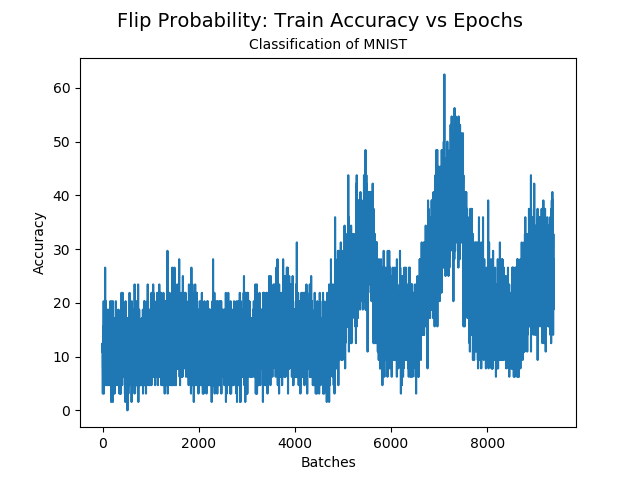 Flip Probability: Train Accuracy vs Epochs
Classification of MNIST
60
50
40
30
20
10
0
Accuracy
0 2000 4000 6000 8000
Batches